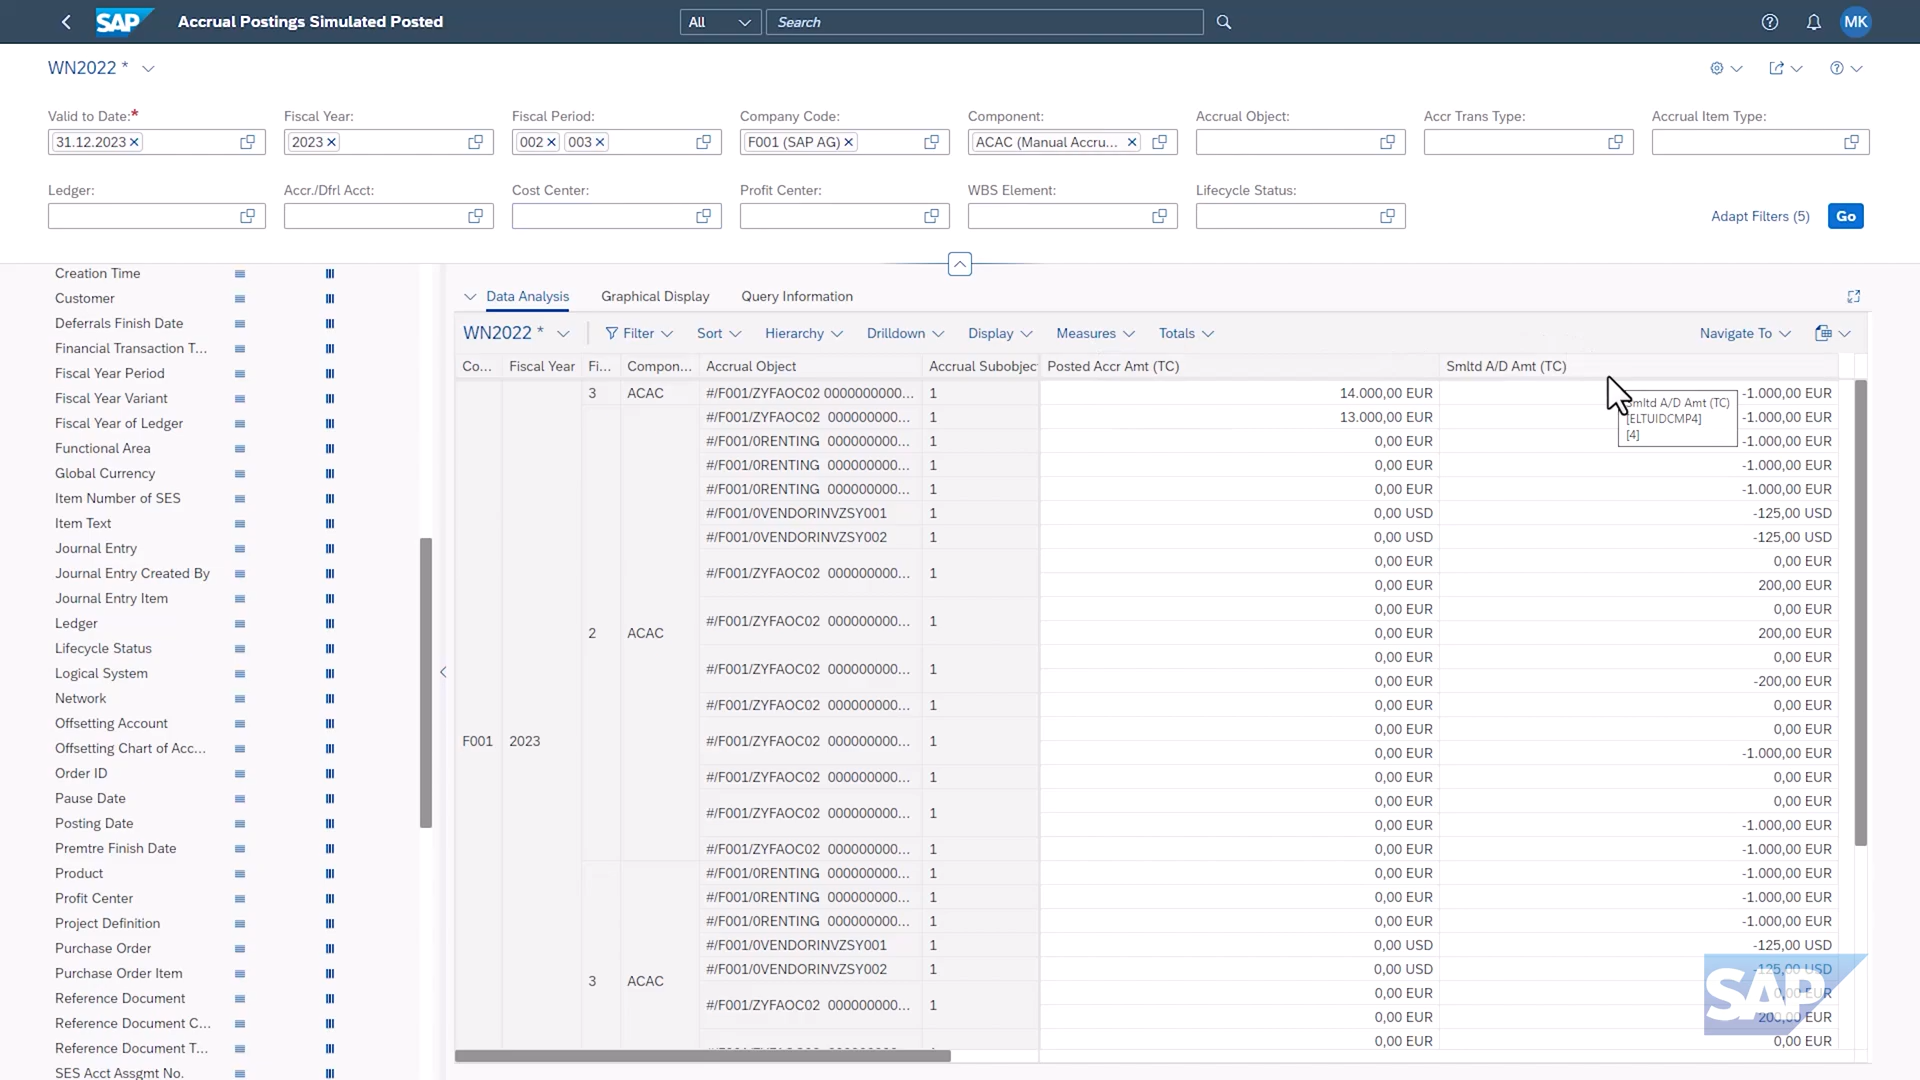 SAP Accrual Postings Simulated Posted All Search MK
WN2022 *
Valid to Date:* Fiscal Year: Fiscal Period: Company Code: Component: Accrual Object: Accr Trans Type: Accrual Item Type:
31.12.2023 2023 002 003 F001 (SAP AG) ACAC (Manual Accru...
Ledger: Accr./Dfrl Acct: Cost Center: Profit Center: WBS Element: Lifecycle Status:
Adapt Filters (5) Go
Creation Time
Customer
Deferrals Finish Date
Financial Transaction T...
Fiscal Year Period
Fiscal Year Variant
Fiscal Year of Ledger
Functional Area
Global Currency
Item Number of SES
Item Text
Journal Entry
Journal Entry Created By
Journal Entry Item
Ledger
Lifecycle Status
Logical System
Network
Offsetting Account
Offsetting Chart of Acc...
Order ID
Pause Date
Posting Date
Premtre Finish Date
Product
Profit Center
Project Definition
Purchase Order
Purchase Order Item
Reference Document
Reference Document C...
Reference Document T...
SES Acct Assgmt No.
Data Analysis Graphical Display Query Information
WN2022 * Filter Sort Hierarchy Drilldown Display Measures Totals Navigate To
Co... Fiscal Year Fi... Compon... Accrual Object Accrual Subobjec Posted Accr Amt (TC) Smltd A/D Amt (TC)
3 ACAC #/F001/ZYFAOC02 0000000000... 1 14.000,00 EUR -1.000,00 EUR
#/F001/ZYFAOC02 000000000... 1 13.000,00 EUR -1.000,00 EUR
#/F001/0RENTING 000000000... 1 0,00 EUR -1.000,00 EUR
#/F001/0RENTING 000000000... 1 0,00 EUR -1.000,00 EUR
#/F001/0RENTING 000000000... 1 0,00 EUR -1.000,00 EUR
#/F001/0VENDORINVZSY001 1 0,00 USD -125,00 USD
#/F001/0VENDORINVZSY002 1 0,00 USD -125,00 USD
0,00 EUR 0,00 EUR
#/F001/ZYFAOC02 000000000... 1
0,00 EUR 200,00 EUR
0,00 EUR 0,00 EUR
#/F001/ZYFAOC02 000000000... 1
2 ACAC 0,00 EUR 200,00 EUR
0,00 EUR 0,00 EUR
#/F001/ZYFAOC02 000000000... 1
0,00 EUR -200,00 EUR
#/F001/ZYFAOC02 000000000... 1 0,00 EUR 0,00 EUR
0,00 EUR 0,00 EUR
F001 2023 #/F001/ZYFAOC02 000000000... 1
0,00 EUR -1.000,00 EUR
#/F001/ZYFAOC02 000000000... 1 0,00 EUR 0,00 EUR
0,00 EUR 0,00 EUR
#/F001/ZYFAOC02 000000000... 1
0,00 EUR -1.000,00 EUR
#/F001/ZYFAOC02 000000000... 1 0,00 EUR -1.000,00 EUR
#/F001/0RENTING 000000000... 1 0,00 EUR -1.000,00 EUR
#/F001/0RENTING 000000000... 1 0,00 EUR -1.000,00 EUR
#/F001/0RENTING 000000000... 1 0,00 EUR -1.000,00 EUR
#/F001/0VENDORINVZSY001 1 0,00 USD -125,00 USD
#/F001/0VENDORINVZSY002 1 0,00 USD -125,00 USD
3 ACAC
0,00 EUR 0,00 EUR
#/F001/ZYFAOC02 000000000... 1
0,00 EUR 200,00 EUR
0,00 EUR 0,00 EUR
Smltd A/D Amt (TC)
[ELTUIDCMP4]
[4]
SAP